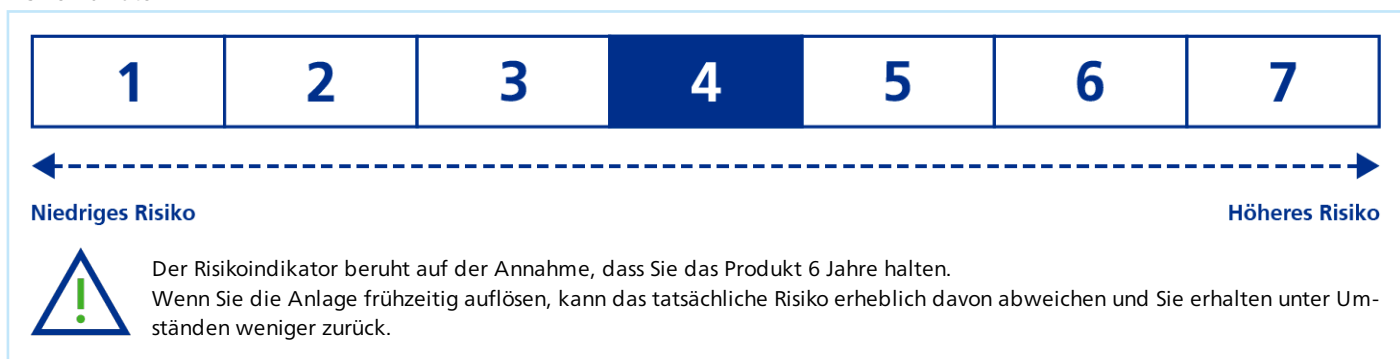 1 2 3 4 5 6 7
Niedriges Risiko Höheres Risiko
Der Risikoindikator beruht auf der Annahme, dass Sie das Produkt 6 Jahre halten.
Wenn Sie die Anlage frühzeitig auflösen, kann das tatsächliche Risiko erheblich davon abweichen und Sie erhalten unter Um-
ständen weniger zurück.